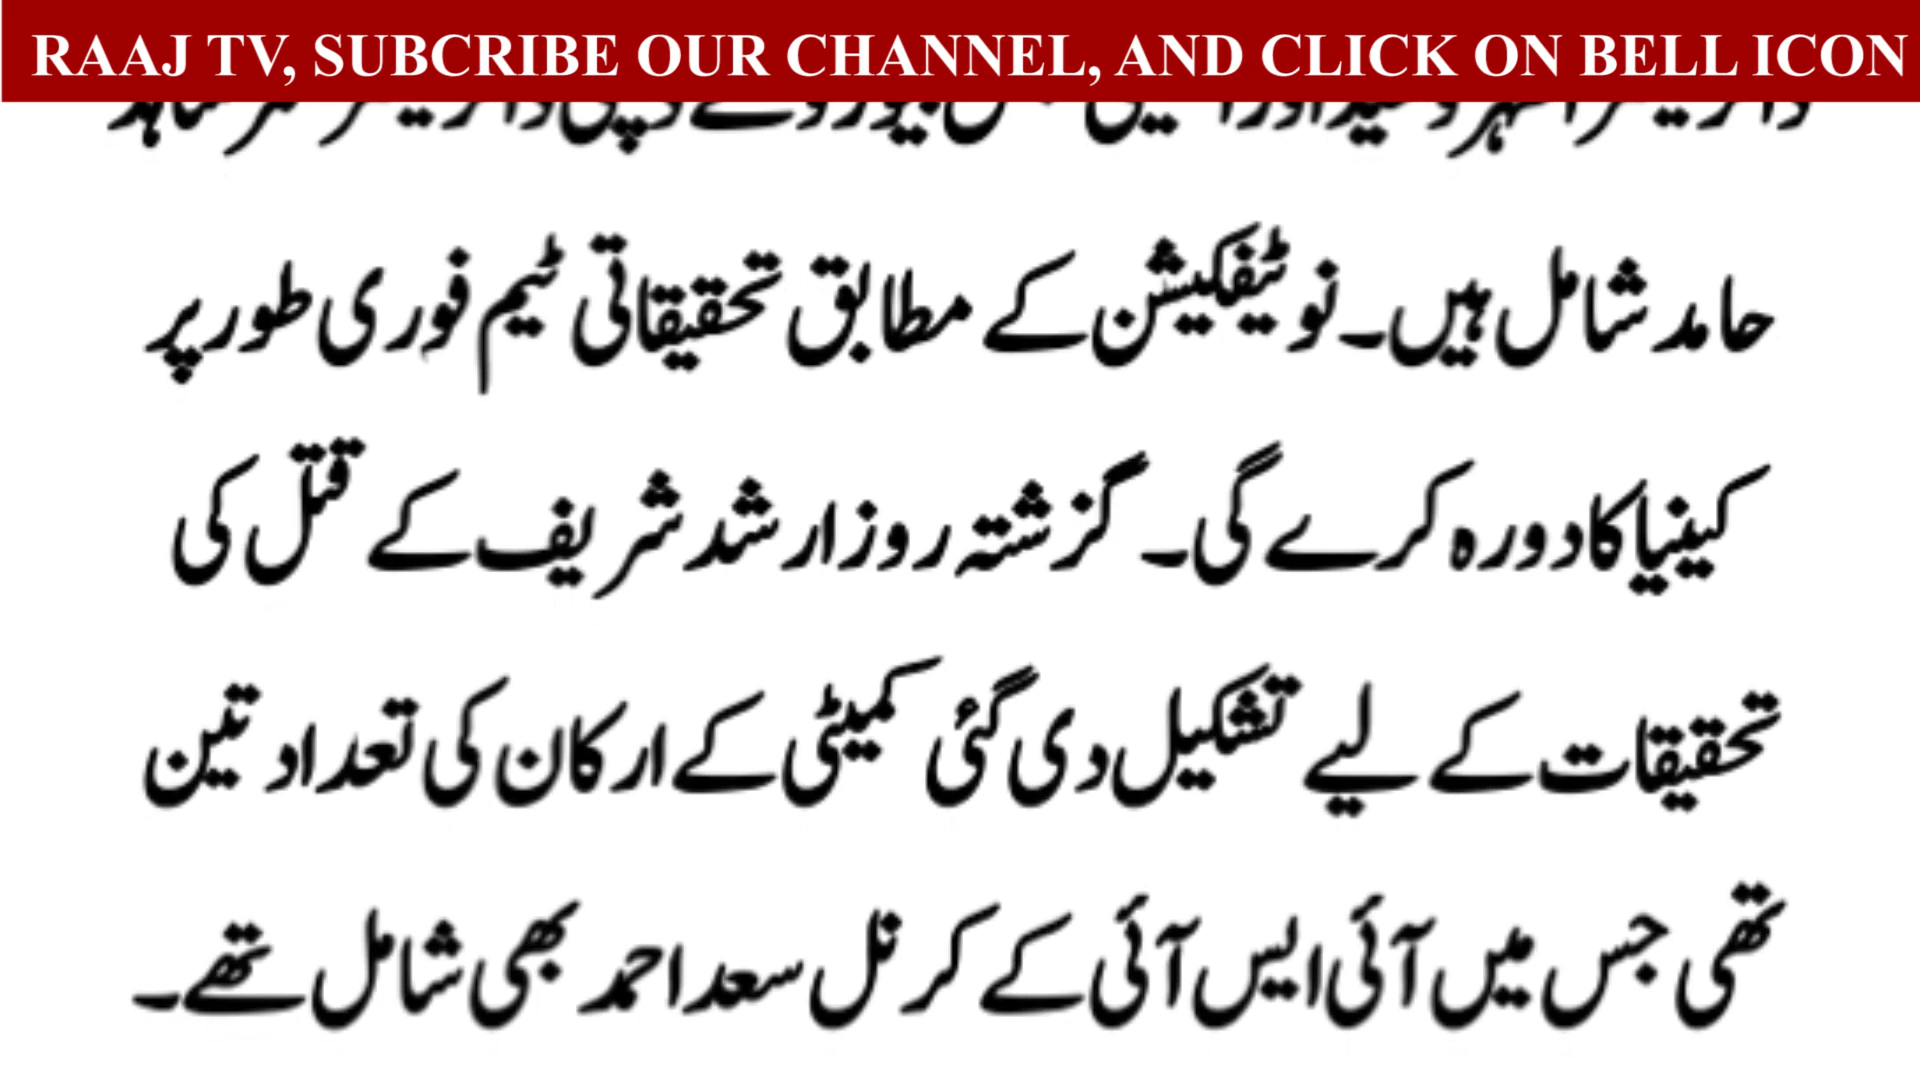 RAAJ TV, SUBCRIBE OUR CHANNEL, AND CLICK ON BELL ICON
حامد شامل ہیں۔ نوٹیفکیشن کے مطابق تحقیقاتی ٹیم فوری طور پر
کینیا کا دورہ کرے گی۔ گزشتہ روز ارشد شریف کے قتل کی
تحقیقات کے لیے تشکیل دی گئی کمیٹی کے ارکان کی تعداد تین
تھی جس میں آئی ایس آئی کے کرنل سعد احمد بھی شامل تھے۔